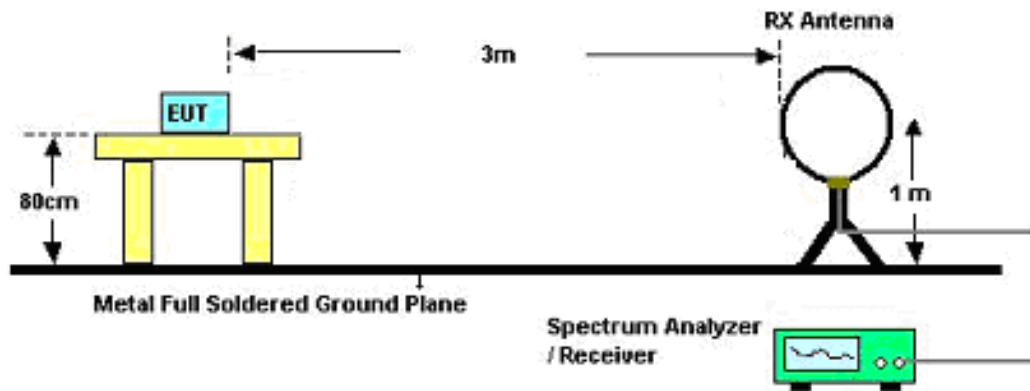 RX Antenna
3m
EUT
80cm
1 m
Metal Full Soldered Ground Plane
Spectrum Analyzer
/ Receiver